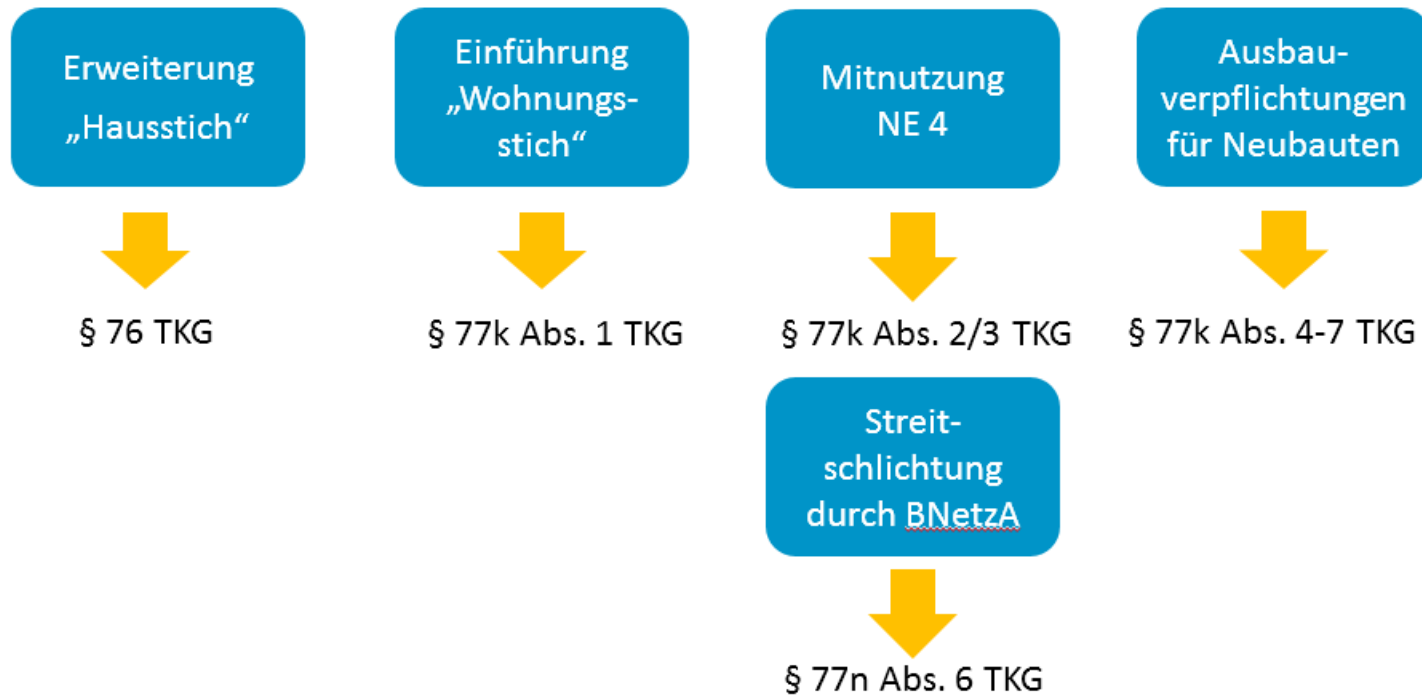 Erweiterung
„Hausstich“
Einführung
„Wohnungs-
stich“
Mitnutzung
NE 4
Ausbau-
verpflichtungen
für Neubauten
§ 76 TKG
§ 77k Abs. 1 TKG
§ 77k Abs. 2/3 TKG
§ 77k Abs. 4-7 TKG
Streit-
schlichtung
durch BNetzA
§ 77n Abs. 6 TKG